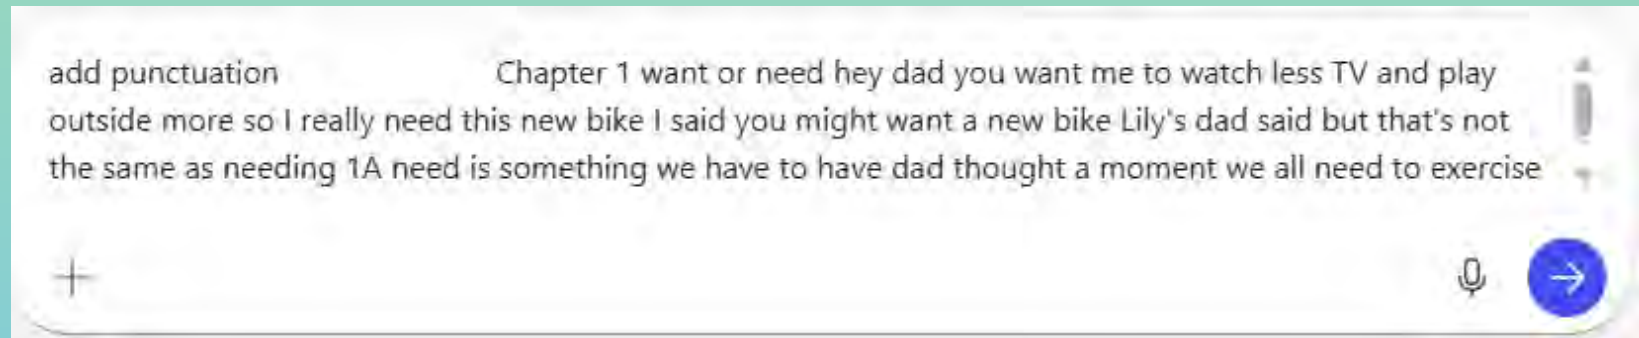 add punctuation Chapter 1 want or need hey dad you want me to watch less TV and play
outside more so I really need this new bike I said you might want a new bike Lily's dad said but that's not
the same as needing 1A need is something we have to have dad thought a moment we all need to exercise